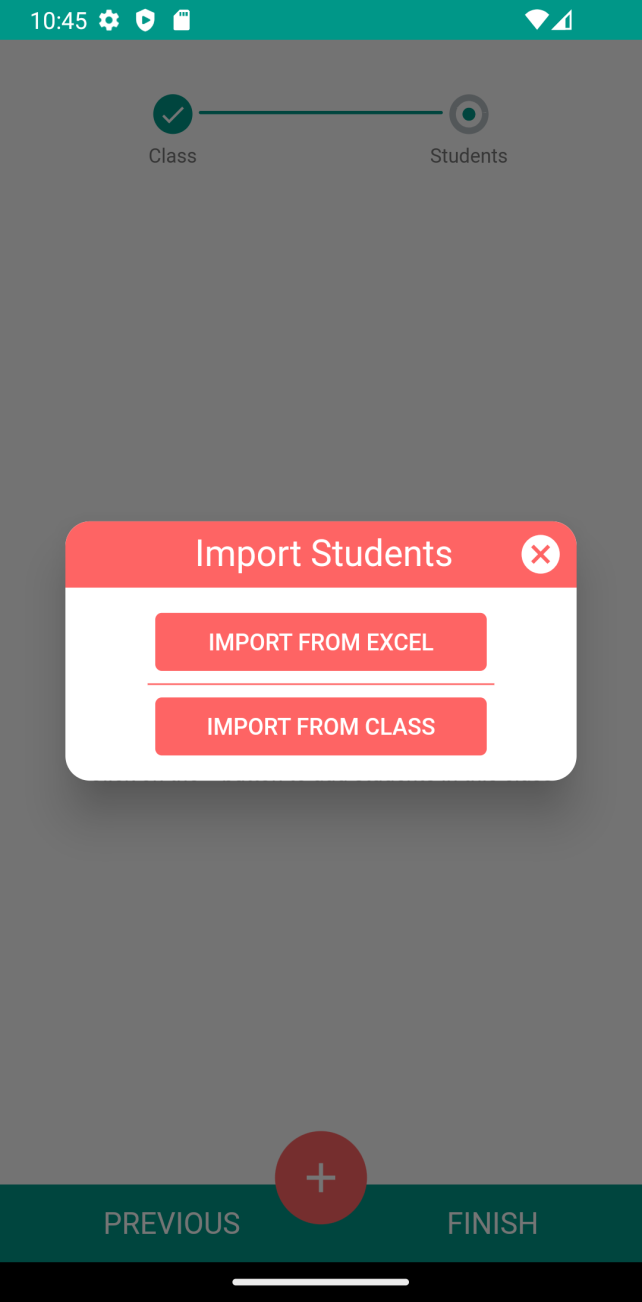 10:45
Class
Students
Import Students
IMPORT FROM EXCEL
IMPORT FROM CLASS
PREVIOUS
FINISH